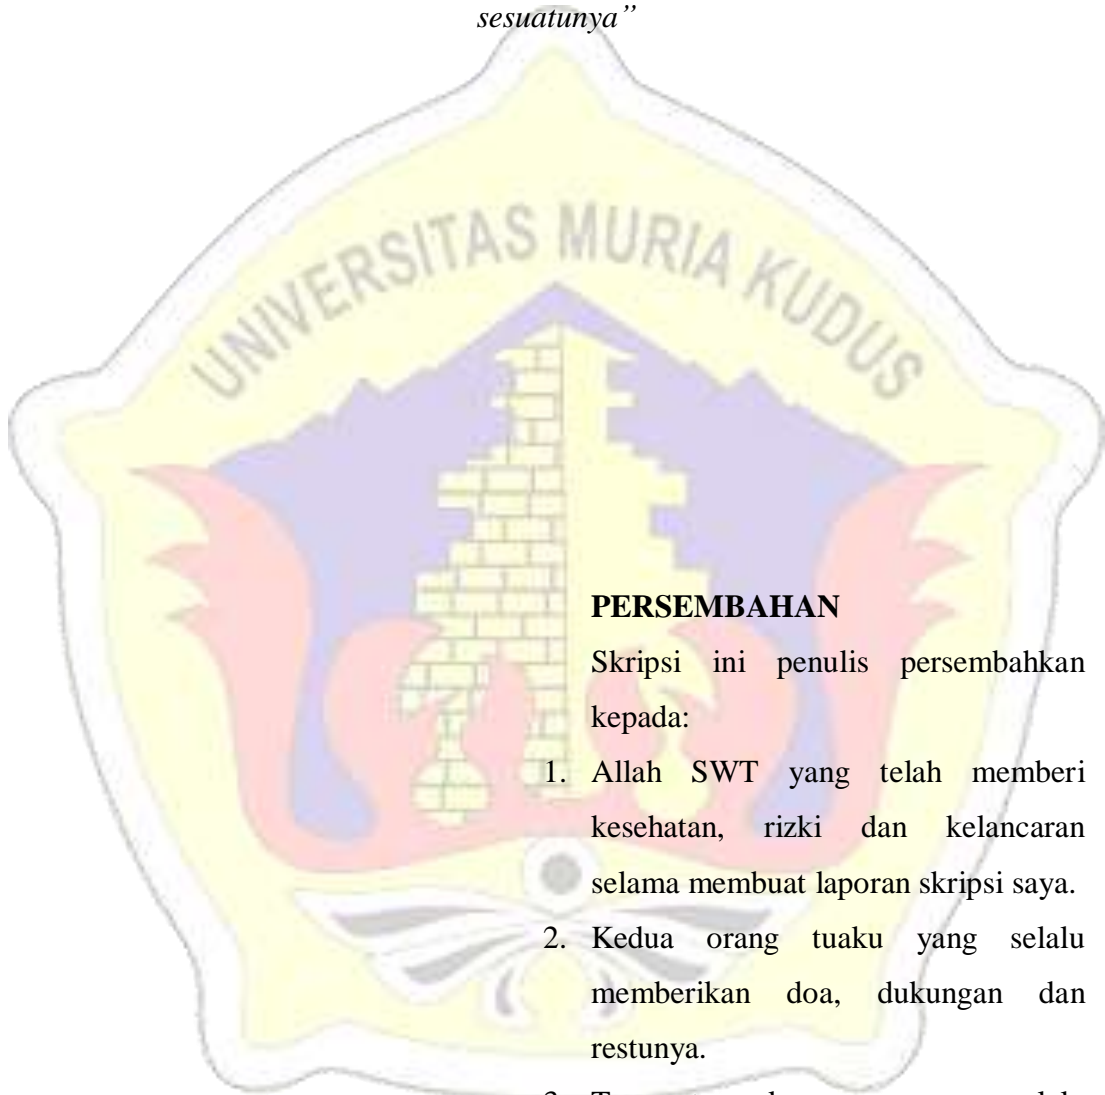 sesuatunya”
UNIVERSITAS MURIA KUDUS
PERSEMBAHAN
Skripsi ini penulis persembahkan
kepada:
1. Allah SWT yang telah memberi
kesehatan, rizki dan kelancaran
selama membuat laporan skripsi saya.
2. Kedua orang tuaku yang selalu
memberikan doa, dukungan dan
restunya.